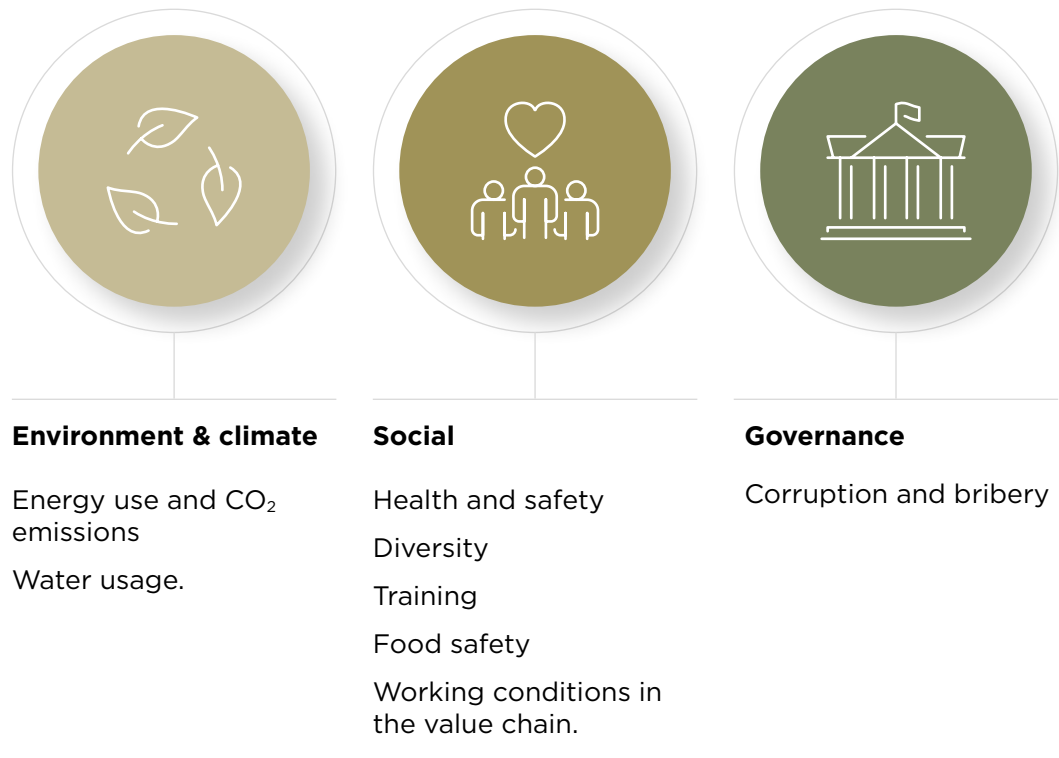 Environment & climate
Energy use and CO₂
emissions
Water usage.
Social
Health and safety
Diversity
Training
Food safety
Working conditions in
the value chain.
Governance
Corruption and bribery